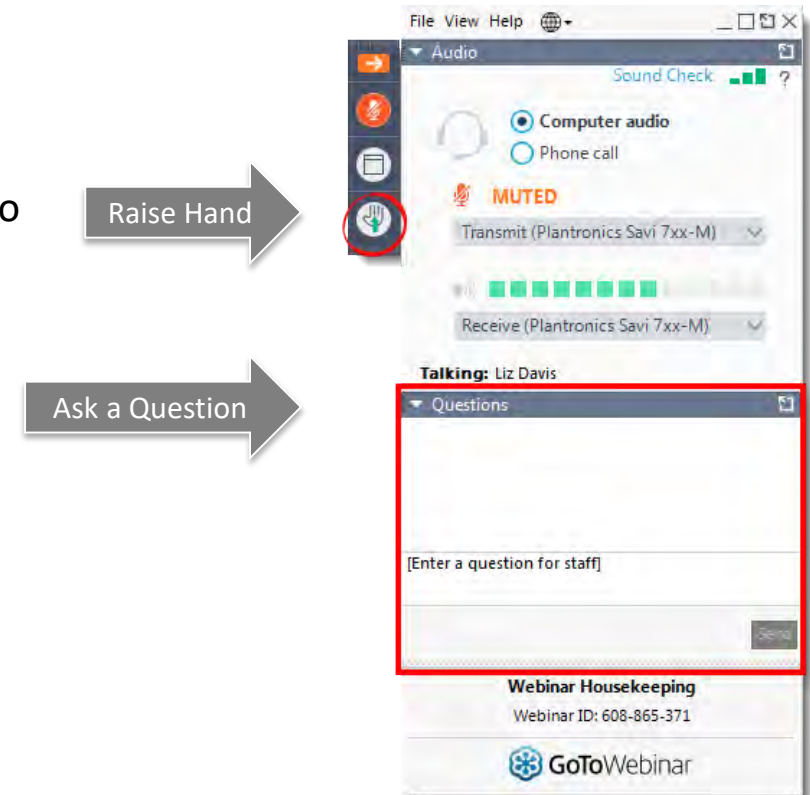 File View Help
Audio
Sound Check ?
Computer audio
Phone call
o
Raise Hand
MUTED
Transmit (Plantronics Savi 7xx-M)
Receive (Plantronics Savi 7xx-M)
Talking: Liz Davis
Ask a Question
Questions
[Enter a question for staff]
Send
Webinar Housekeeping
Webinar ID: 608-865-371
GoToWebinar